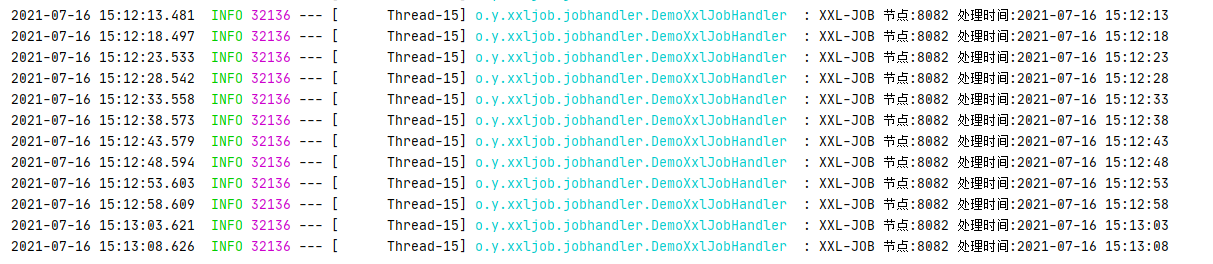 2021-07-16 15:12:13.481  INFO 32136 --- [      Thread-15] o.y.xxljob.jobhandler.DemoXxlJobHandler  : XXL-JOB 节点:8082 处理时间:2021-07-16 15:12:13
2021-07-16 15:12:18.497  INFO 32136 --- [      Thread-15] o.y.xxljob.jobhandler.DemoXxlJobHandler  : XXL-JOB 节点:8082 处理时间:2021-07-16 15:12:18
2021-07-16 15:12:23.533  INFO 32136 --- [      Thread-15] o.y.xxljob.jobhandler.DemoXxlJobHandler  : XXL-JOB 节点:8082 处理时间:2021-07-16 15:12:23
2021-07-16 15:12:28.542  INFO 32136 --- [      Thread-15] o.y.xxljob.jobhandler.DemoXxlJobHandler  : XXL-JOB 节点:8082 处理时间:2021-07-16 15:12:28
2021-07-16 15:12:33.558  INFO 32136 --- [      Thread-15] o.y.xxljob.jobhandler.DemoXxlJobHandler  : XXL-JOB 节点:8082 处理时间:2021-07-16 15:12:33
2021-07-16 15:12:38.573  INFO 32136 --- [      Thread-15] o.y.xxljob.jobhandler.DemoXxlJobHandler  : XXL-JOB 节点:8082 处理时间:2021-07-16 15:12:38
2021-07-16 15:12:43.579  INFO 32136 --- [      Thread-15] o.y.xxljob.jobhandler.DemoXxlJobHandler  : XXL-JOB 节点:8082 处理时间:2021-07-16 15:12:43
2021-07-16 15:12:48.594  INFO 32136 --- [      Thread-15] o.y.xxljob.jobhandler.DemoXxlJobHandler  : XXL-JOB 节点:8082 处理时间:2021-07-16 15:12:48
2021-07-16 15:12:53.603  INFO 32136 --- [      Thread-15] o.y.xxljob.jobhandler.DemoXxlJobHandler  : XXL-JOB 节点:8082 处理时间:2021-07-16 15:12:53
2021-07-16 15:12:58.609  INFO 32136 --- [      Thread-15] o.y.xxljob.jobhandler.DemoXxlJobHandler  : XXL-JOB 节点:8082 处理时间:2021-07-16 15:12:58
2021-07-16 15:13:03.621  INFO 32136 --- [      Thread-15] o.y.xxljob.jobhandler.DemoXxlJobHandler  : XXL-JOB 节点:8082 处理时间:2021-07-16 15:13:03
2021-07-16 15:13:08.626  INFO 32136 --- [      Thread-15] o.y.xxljob.jobhandler.DemoXxlJobHandler  : XXL-JOB 节点:8082 处理时间:2021-07-16 15:13:08